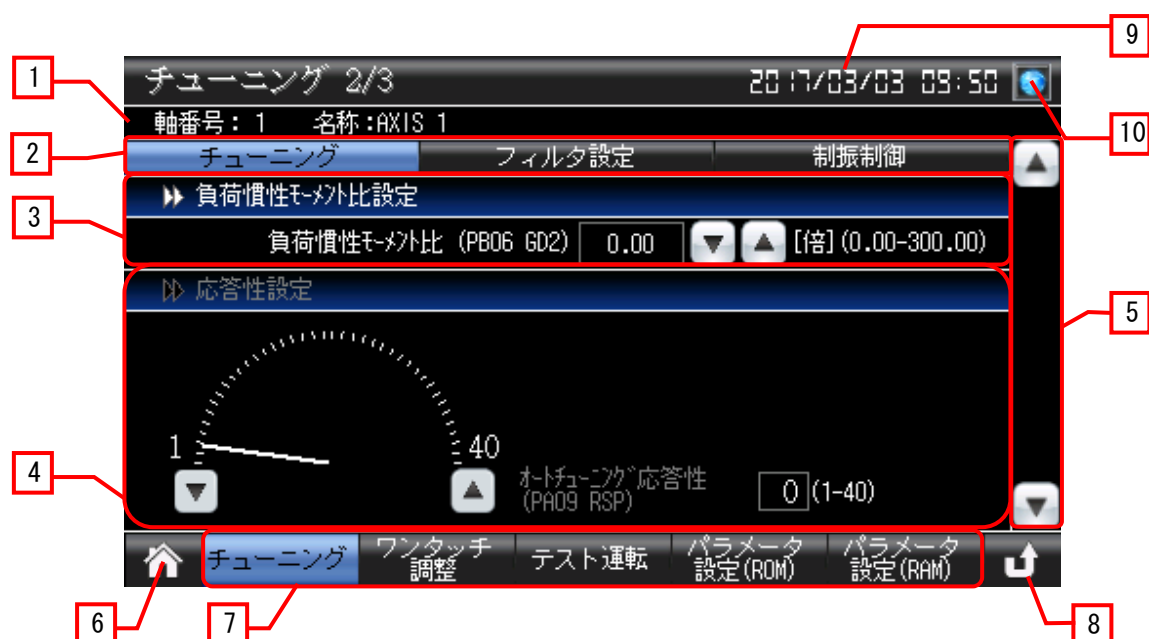 9
1
チューニング 2/3 2017/03/03 09:50
10
軸番号: 1 名称:AXIS 1
2
チューニング フィルタ設定 制振制御
3
負荷慣性ﾓｰﾒﾝﾄ比設定
負荷慣性ﾓｰﾒﾝﾄ比 (PB06 GD2) 0.00 [倍](0.00-300.00)
応答性設定
5
1 40
4
ｵｰﾄﾁｭｰﾆﾝｸﾞ応答性
(PA09 RSP) 0 (1-40)
チューニング ワンタッチ調整 テスト運転 パラメータ設定(ROM) パラメータ設定(RAM)
6 7 8